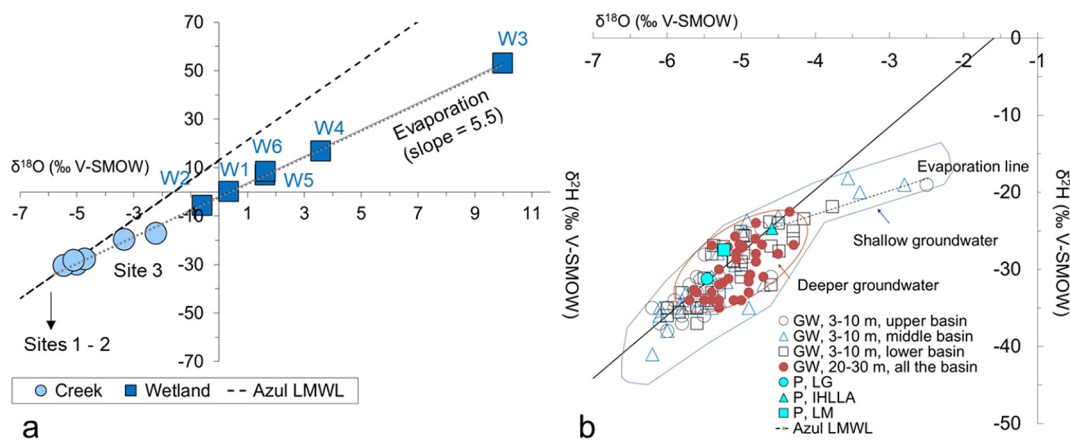 70
50
30
10
-10
-30
-50
-70
δ¹⁸O (‰ V-SMOW)
-7 -5 -3 -1 1 3 5 7 9 11
δ²H (‰ V-SMOW)
W3
W4
W6
W5
W1
W2
Evaporation
(slope = 5.5)
Site 3
Sites 1 - 2
Creek Wetland Azul LMWL
a
δ¹⁸O (‰ V-SMOW)
-7 -6 -5 -4 -3 -2 -1
0
-10
-20
-30
-40
-50
δ²H (‰ V-SMOW)
Evaporation line
Shallow groundwater
Deeper groundwater
GW, 3-10 m, upper basin
GW, 3-10 m, middle basin
GW, 3-10 m, lower basin
GW, 20-30 m, all the basin
P, LG
P, IHLLA
P, LM
Azul LMWL
b